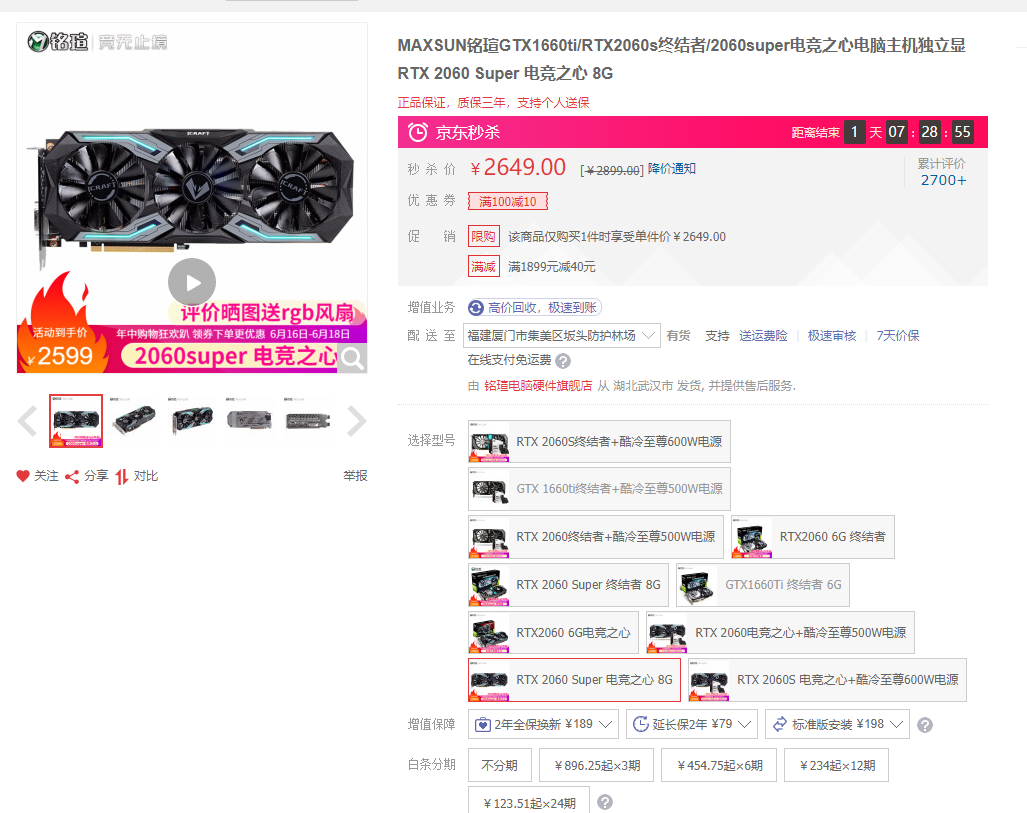 铭瑄 竞无止境
ICRAFT
ICRAFT
ICRAFT
评价晒图送rgb风扇
活动到手价
年中购物狂欢趴 领券下单更优惠 6月16日-6月18日
¥2599
2060super 电竞之心
关注 分享 对比
举报
MAXSUN铭瑄GTX1660ti/RTX2060s终结者/2060super电竞之心电脑主机独立显
RTX 2060 Super 电竞之心 8G
正品保证，质保三年，支持个人送保
京东秒杀
距离结束 1 天 07 : 28 : 55
秒杀价 ￥2649.00 [￥2899.00] 降价通知
累计评价
2700+
优惠券 满100减10
促销 限购 该商品仅购买1件时享受单件价￥2649.00
满减 满1899元减40元
增值业务 高价回收，极速到账
配送至 福建厦门市集美区坂头防护林场 有货 支持 送运费险 | 极速审核 | 7天价保
在线支付免运费 ?
由 铭瑄电脑硬件旗舰店 从 湖北武汉市 发货, 并提供售后服务.
选择型号
RTX 2060S终结者+酷冷至尊600W电源
GTX 1660ti终结者+酷冷至尊500W电源
RTX 2060终结者+酷冷至尊500W电源
RTX2060 6G 终结者
RTX 2060 Super 终结者 8G
GTX1660Ti 终结者 6G
RTX2060 6G电竞之心
RTX 2060电竞之心+酷冷至尊500W电源
RTX 2060 Super 电竞之心 8G
RTX 2060S 电竞之心+酷冷至尊600W电源
增值保障 2年全保换新 ¥189 延长保2年 ¥79 标准版安装 ¥198 ?
白条分期 不分期 ￥896.25起×3期 ￥454.75起×6期 ￥234起×12期
￥123.51起×24期 ?